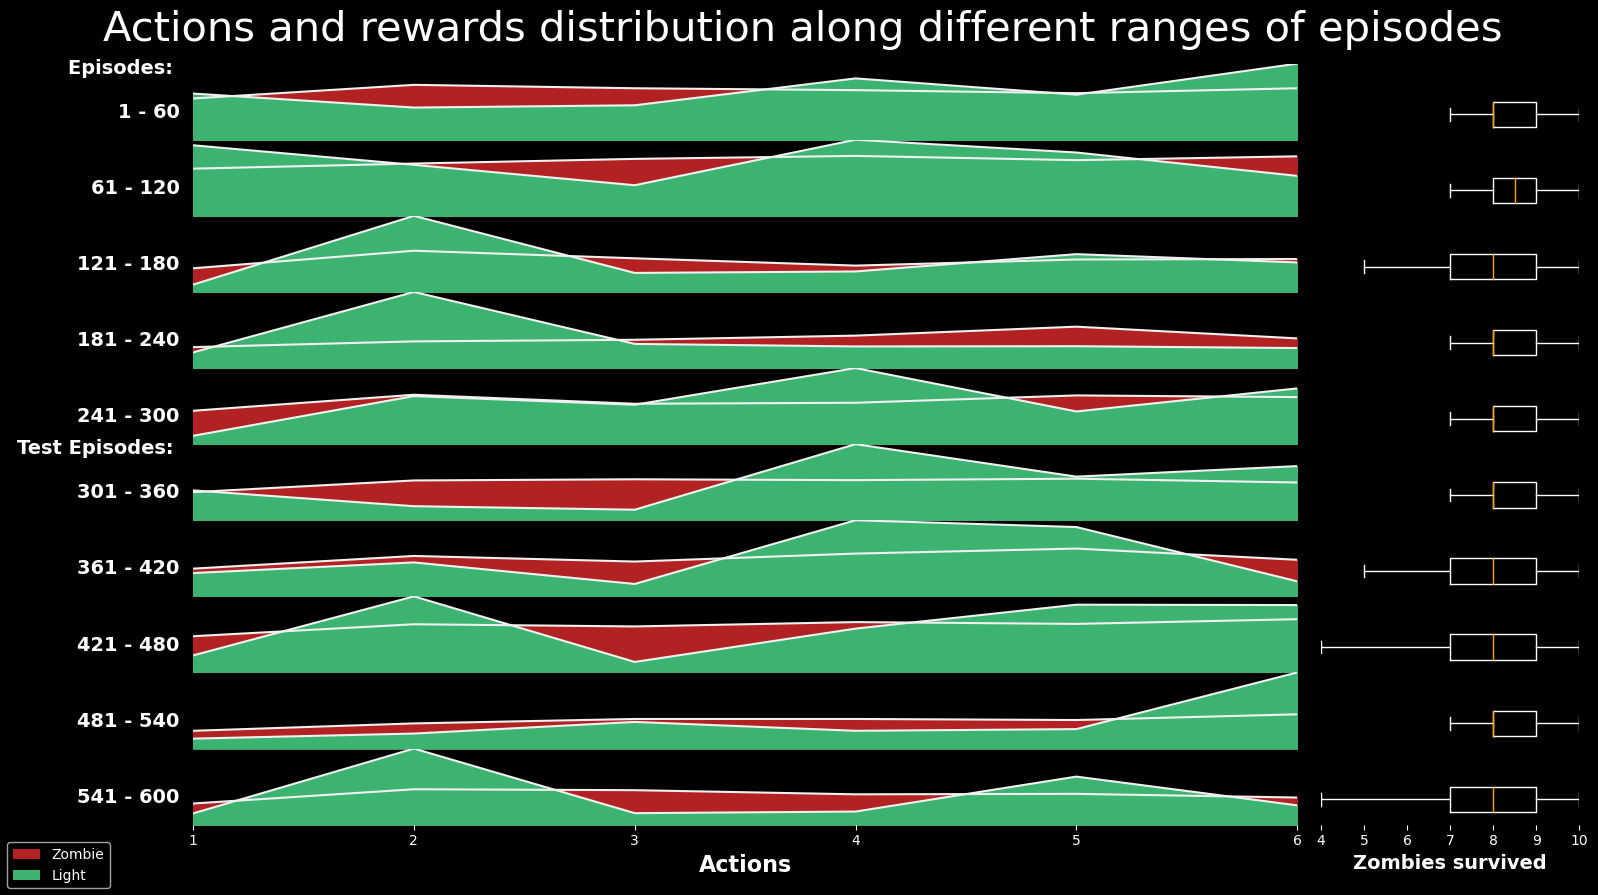 Actions and rewards distribution along different ranges of episodes
Episodes:
1 - 60
61 - 120
121 - 180
181 - 240
241 - 300
Test Episodes:
301 - 360
361 - 420
421 - 480
481 - 540
541 - 600
1 2 3 4 5 6
4 5 6 7 8 9 10
Actions
Zombies survived
Zombie
Light